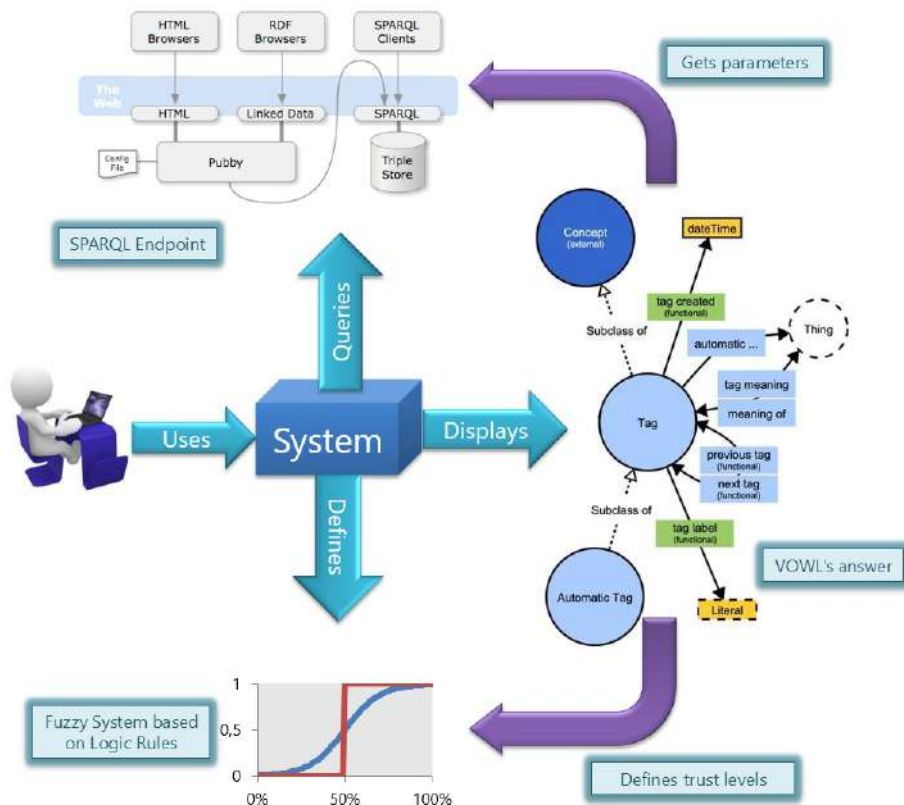 HTML
Browsers
RDF
Browsers
SPARQL
Clients
The
Web
HTML
Linked Data
SPARQL
Config
File
Pubby
Triple
Store
SPARQL Endpoint
Gets parameters
Concept
(external)
dateTime
tag created
(functional)
Subclass of
automatic ...
Thing
tag meaning
meaning of
Tag
previous tag
(functional)
next tag
(functional)
Subclass of
tag label
(functional)
Automatic Tag
Literal
VOWL's answer
Queries
Uses
System
Displays
Defines
Fuzzy System based
on Logic Rules
1
0,5
0
0%
50%
100%
Defines trust levels